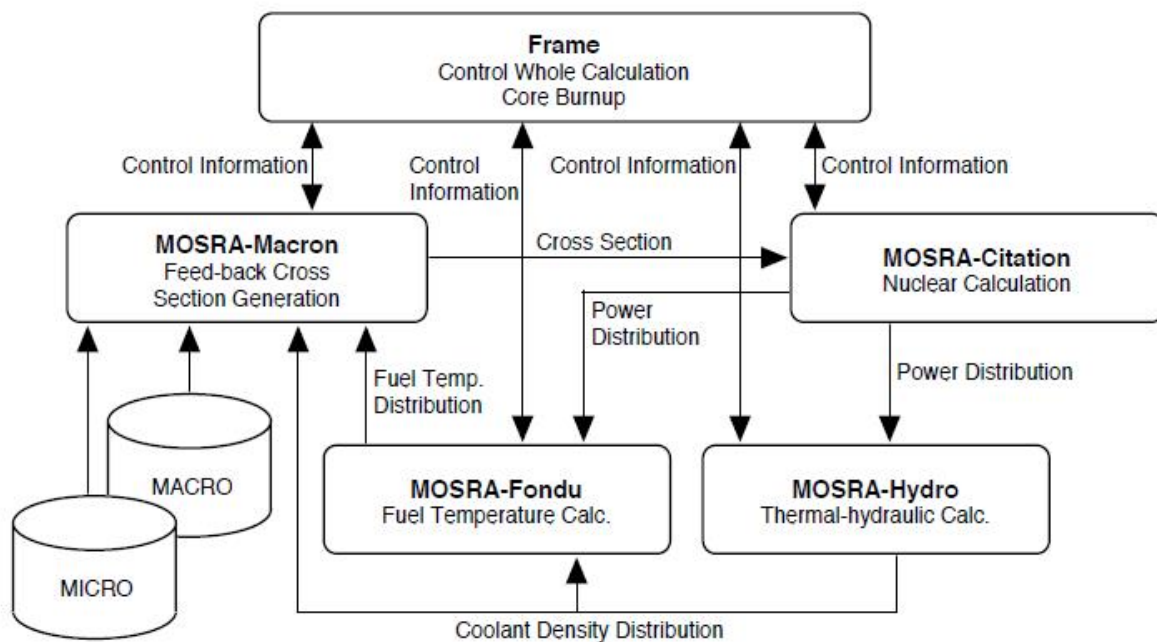 Frame
Control Whole Calculation
Core Burnup
Control Information
Control
Information
Control Information
Control Information
MOSRA-Macron
Feed-back Cross
Section Generation
Cross Section
MOSRA-Citation
Nuclear Calculation
Power
Distribution
Fuel Temp.
Distribution
Power Distribution
MACRO
MICRO
MOSRA-Fondu
Fuel Temperature Calc.
MOSRA-Hydro
Thermal-hydraulic Calc.
Coolant Density Distribution